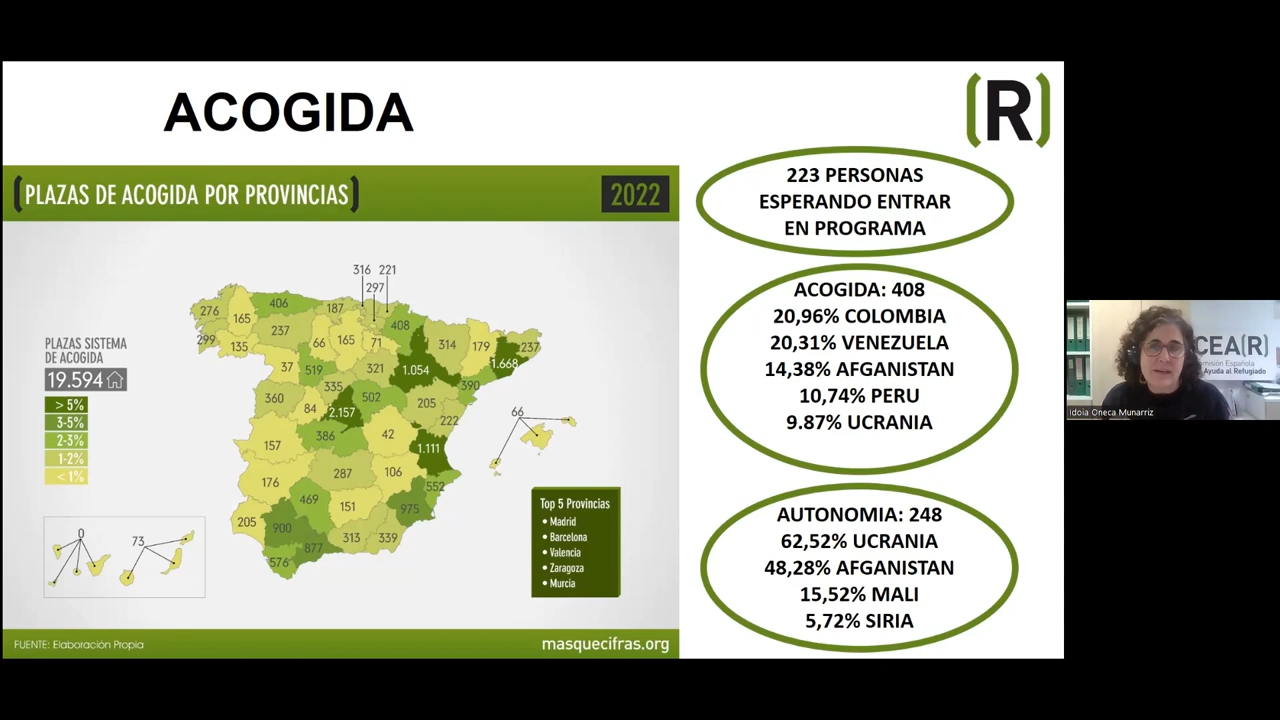 ACOGIDA
(R)
(PLAZAS DE ACOGIDA POR PROVINCIAS)
2022
PLAZAS SISTEMA
DE ACOGIDA
19.594
> 5%
3-5%
2-3%
1-2%
< 1%
316
221
297
276
165
406
187
408
299
135
237
66
165
71
314
179
237
37
519
321
1.054
1.668
390
335
360
84
2.157
502
205
222
66
157
386
42
1.111
176
287
106
552
205
469
151
975
900
877
313
339
576
0
73
Top 5 Provincias
• Madrid
• Barcelona
• Valencia
• Zaragoza
• Murcia
FUENTE: Elaboración Propia
masquecifras.org
223 PERSONAS
ESPERANDO ENTRAR
EN PROGRAMA
ACOGIDA: 408
20,96% COLOMBIA
20,31% VENEZUELA
14,38% AFGANISTAN
10,74% PERU
9.87% UCRANIA
AUTONOMIA: 248
62,52% UCRANIA
48,28% AFGANISTAN
15,52% MALI
5,72% SIRIA
CEA(R)
Española
Ayuda al Refugiado
Idoia Oneca Munarriz